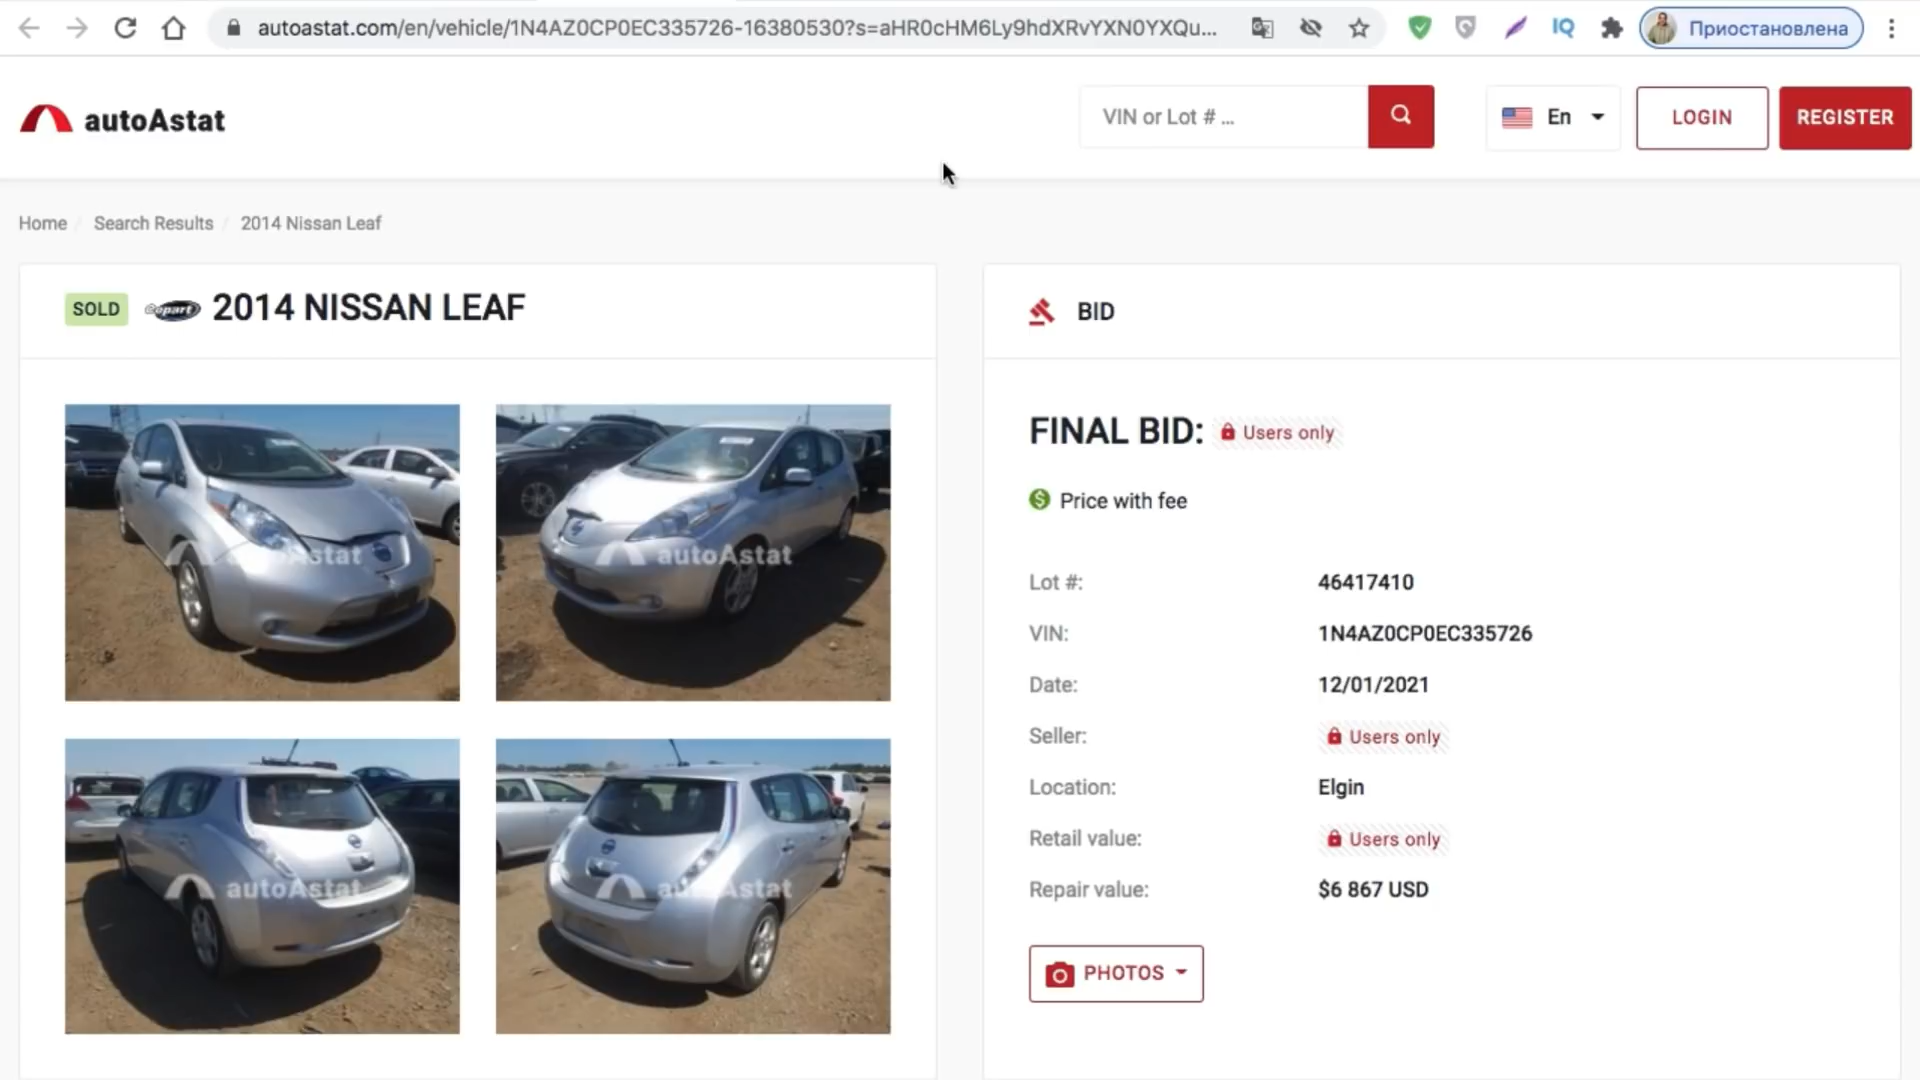 autoastat.com/en/vehicle/1N4AZ0CP0EC335726-16380530?s=aHR0cHM6Ly9hdXRvYXN0YXQu...
IQ
Приостановлена
autoAstat
VIN or Lot # ...
En
LOGIN
REGISTER
Home / Search Results / 2014 Nissan Leaf
SOLD
copart
2014 NISSAN LEAF
autoAstat
autoAstat
autoAstat
autoAstat
BID
FINAL BID: Users only
Price with fee
Lot #: 46417410
VIN: 1N4AZ0CP0EC335726
Date: 12/01/2021
Seller: Users only
Location: Elgin
Retail value: Users only
Repair value: $6 867 USD
PHOTOS